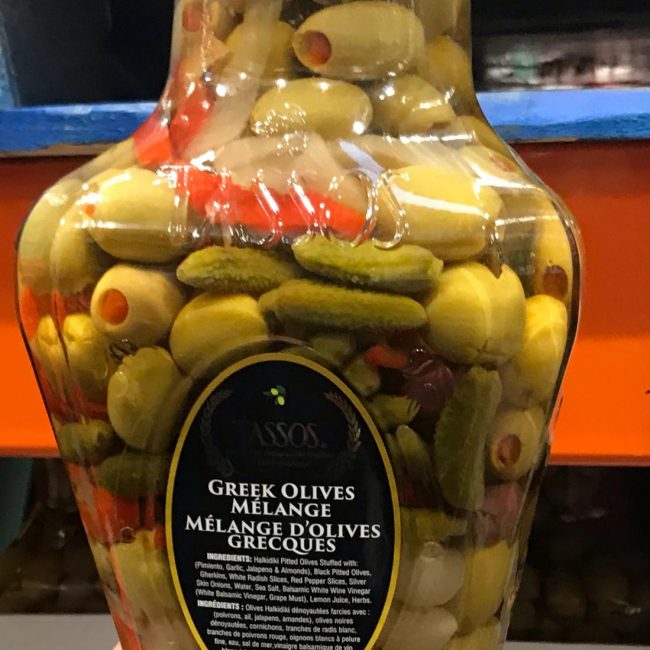 TASSOS
TASSOS®
GREEK OLIVES
MÉLANGE
MÉLANGE D'OLIVES
GRECQUES
INGREDIENTS: Halkidiki Pitted Olives Stuffed with:
(Pimiento, Garlic, Jalapeno & Almonds), Black Pitted Olives,
Gherkins, White Radish Slices, Red Pepper Slices, Silver
Skin Onions, Water, Sea Salt, Balsamic White Wine Vinegar
(White Balsamic Vinegar, Grape Must), Lemon Juice, Herbs.
INGRÉDIENTS : Olives Halkidiki dénoyautées farcies avec :
(poivrons, ail, jalapeno, amandes), olives noires
dénoyautées, cornichons, tranches de radis blanc,
tranches de poivrons rouge, oignons blancs à pelure
fine, eau, sel de mer, vinaigre balsamique de vin